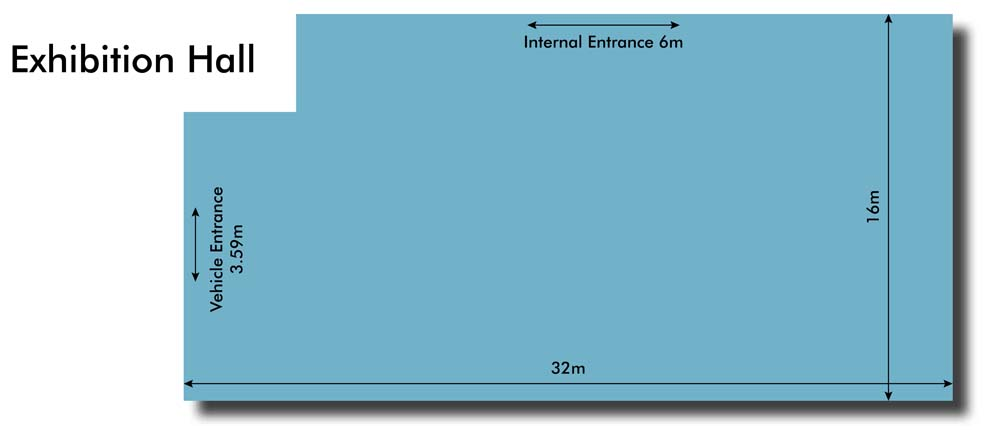 Exhibition Hall
Internal Entrance 6m
Vehicle Entrance
3.59m
16m
32m